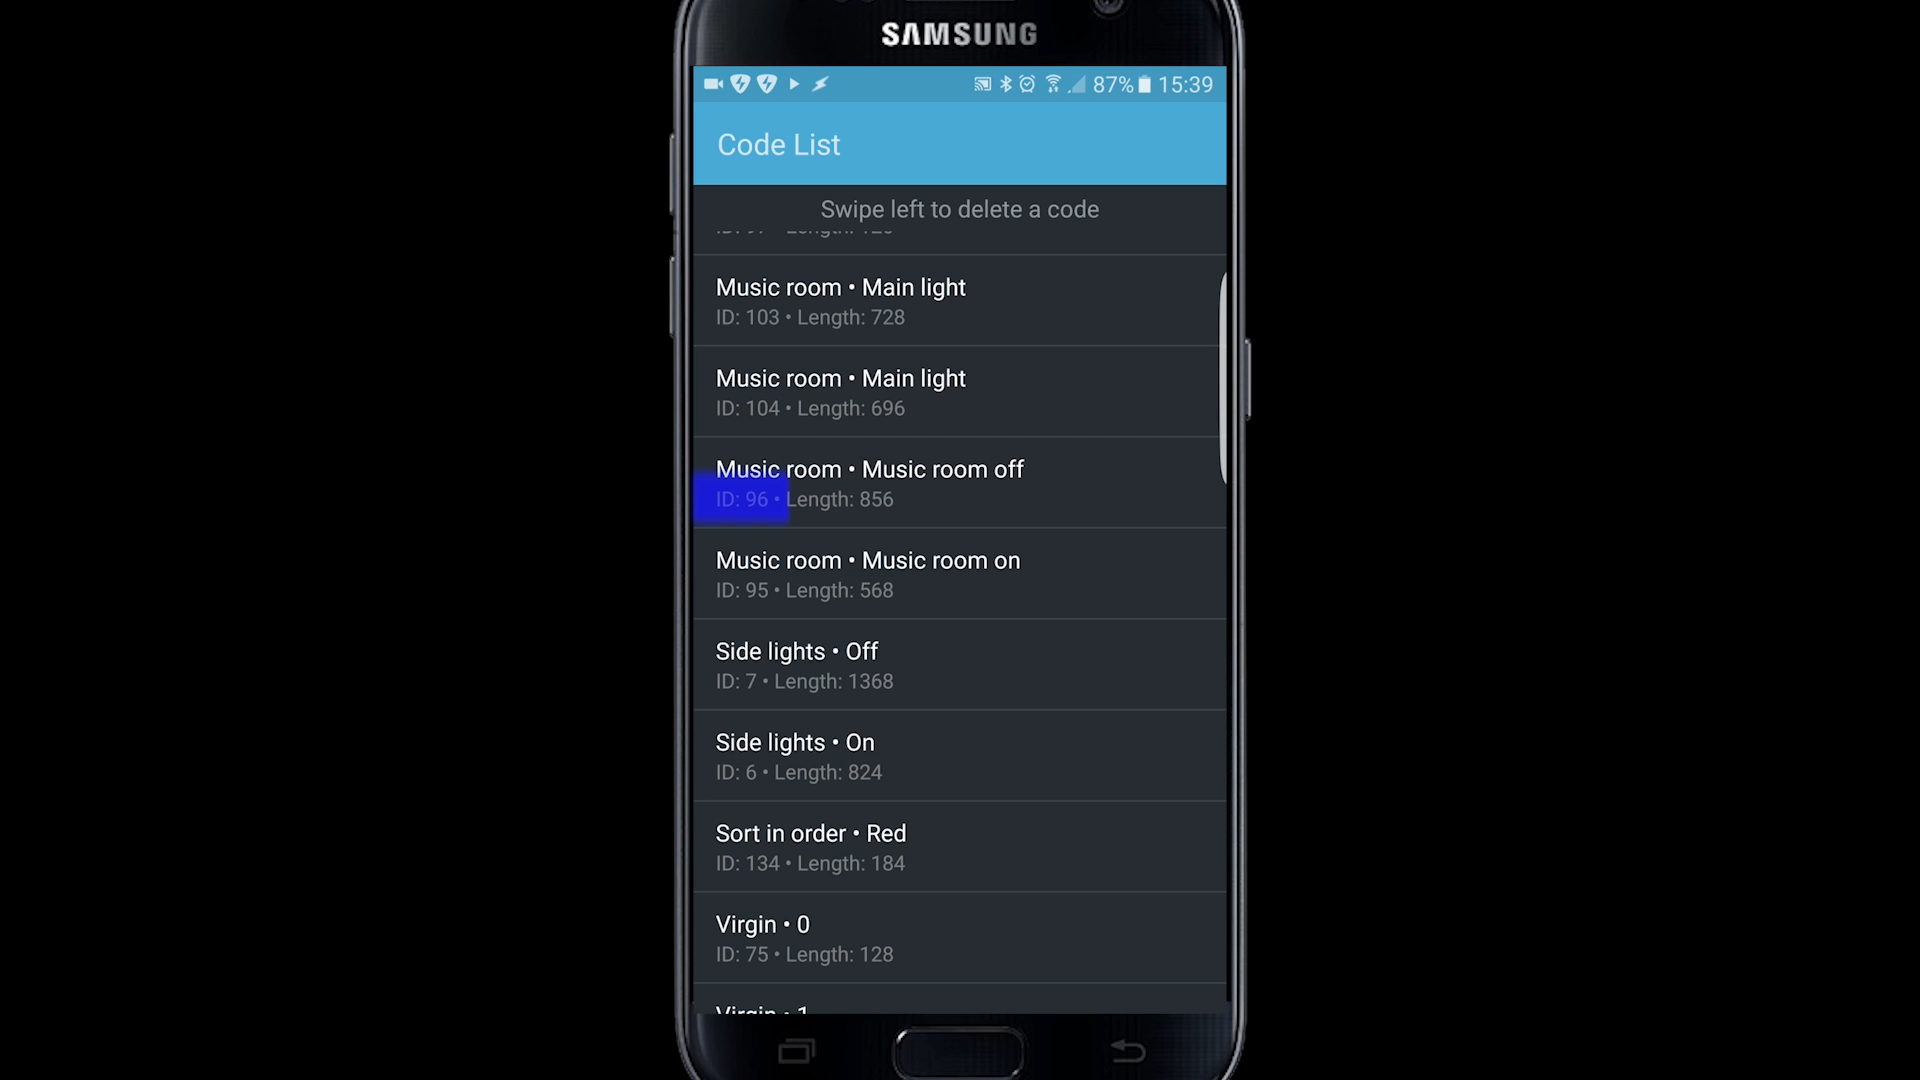 SAMSUNG
87% 15:39
Code List
Swipe left to delete a code
Music room • Main light
ID: 103 • Length: 728
Music room • Main light
ID: 104 • Length: 696
Music room • Music room off
ID: 96 • Length: 856
Music room • Music room on
ID: 95 • Length: 568
Side lights • Off
ID: 7 • Length: 1368
Side lights • On
ID: 6 • Length: 824
Sort in order • Red
ID: 134 • Length: 184
Virgin • 0
ID: 75 • Length: 128
Virgin • 1